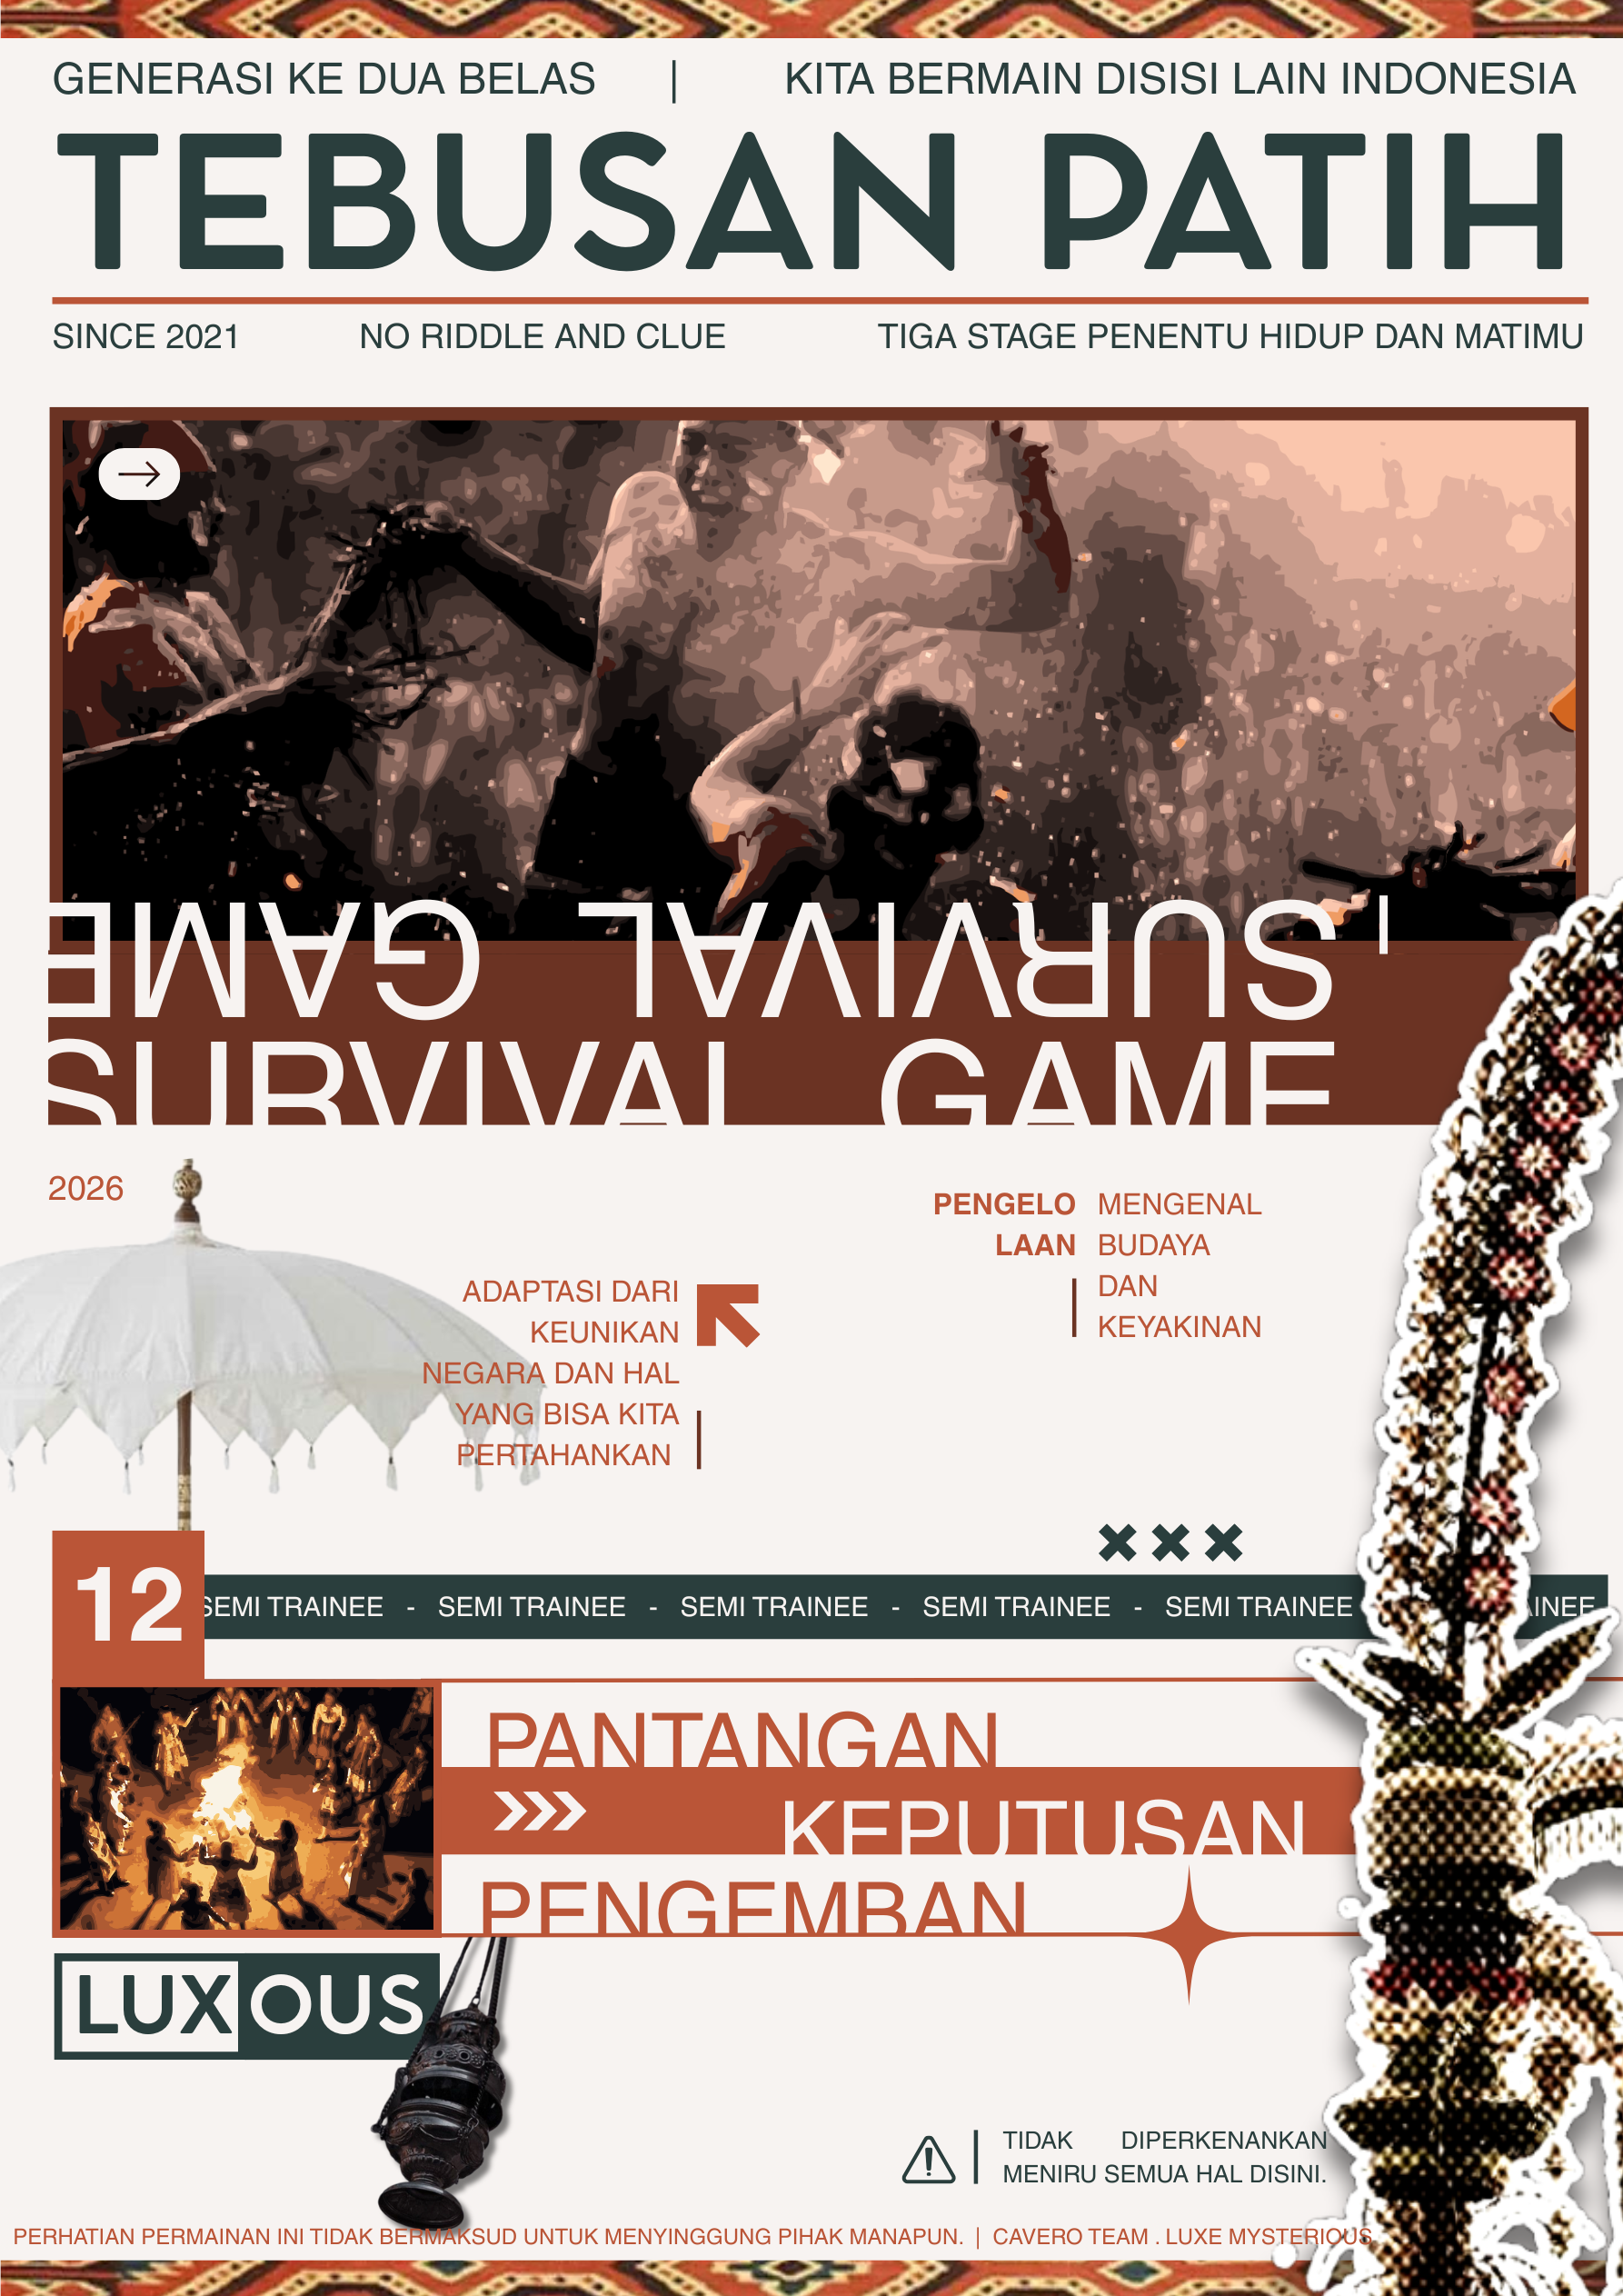 GENERASI KE DUA BELAS | KITA BERMAIN DISISI LAIN INDONESIA
TEBUSAN PATIH
SINCE 2021 NO RIDDLE AND CLUE TIGA STAGE PENENTU HIDUP DAN MATIMU
SURVIVAL GAME
SURVIVAL GAME
2026
ADAPTASI DARI
KEUNIKAN
NEGARA DAN HAL
YANG BISA KITA
PERTAHANKAN
PENGELO
LAAN
MENGENAL
BUDAYA
DAN
KEYAKINAN
12
SEMI TRAINEE - SEMI TRAINEE - SEMI TRAINEE - SEMI TRAINEE - SEMI TRAINEE
PANTANGAN
KEPUTUSAN
PENGEMBAN
LUXOUS
TIDAK DIPERKENANKAN
MENIRU SEMUA HAL DISINI.
PERHATIAN PERMAINAN INI TIDAK BERMAKSUD UNTUK MENYINGGUNG PIHAK MANAPUN. | CAVERO TEAM . LUXE MYSTERIOUS